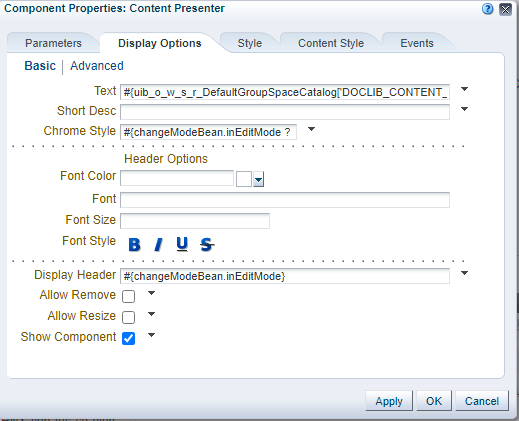 Component Properties: Content Presenter
Parameters Display Options Style Content Style Events
Basic Advanced
Text #{uib_o_w_s_r_DefaultGroupSpaceCatalog['DOCLIB_CONTENT_
Short Desc
Chrome Style #{changeModeBean.inEditMode ?
Header Options
Font Color
Font
Font Size
Font Style B I U S
Display Header #{changeModeBean.inEditMode}
Allow Remove
Allow Resize
Show Component
Apply OK Cancel